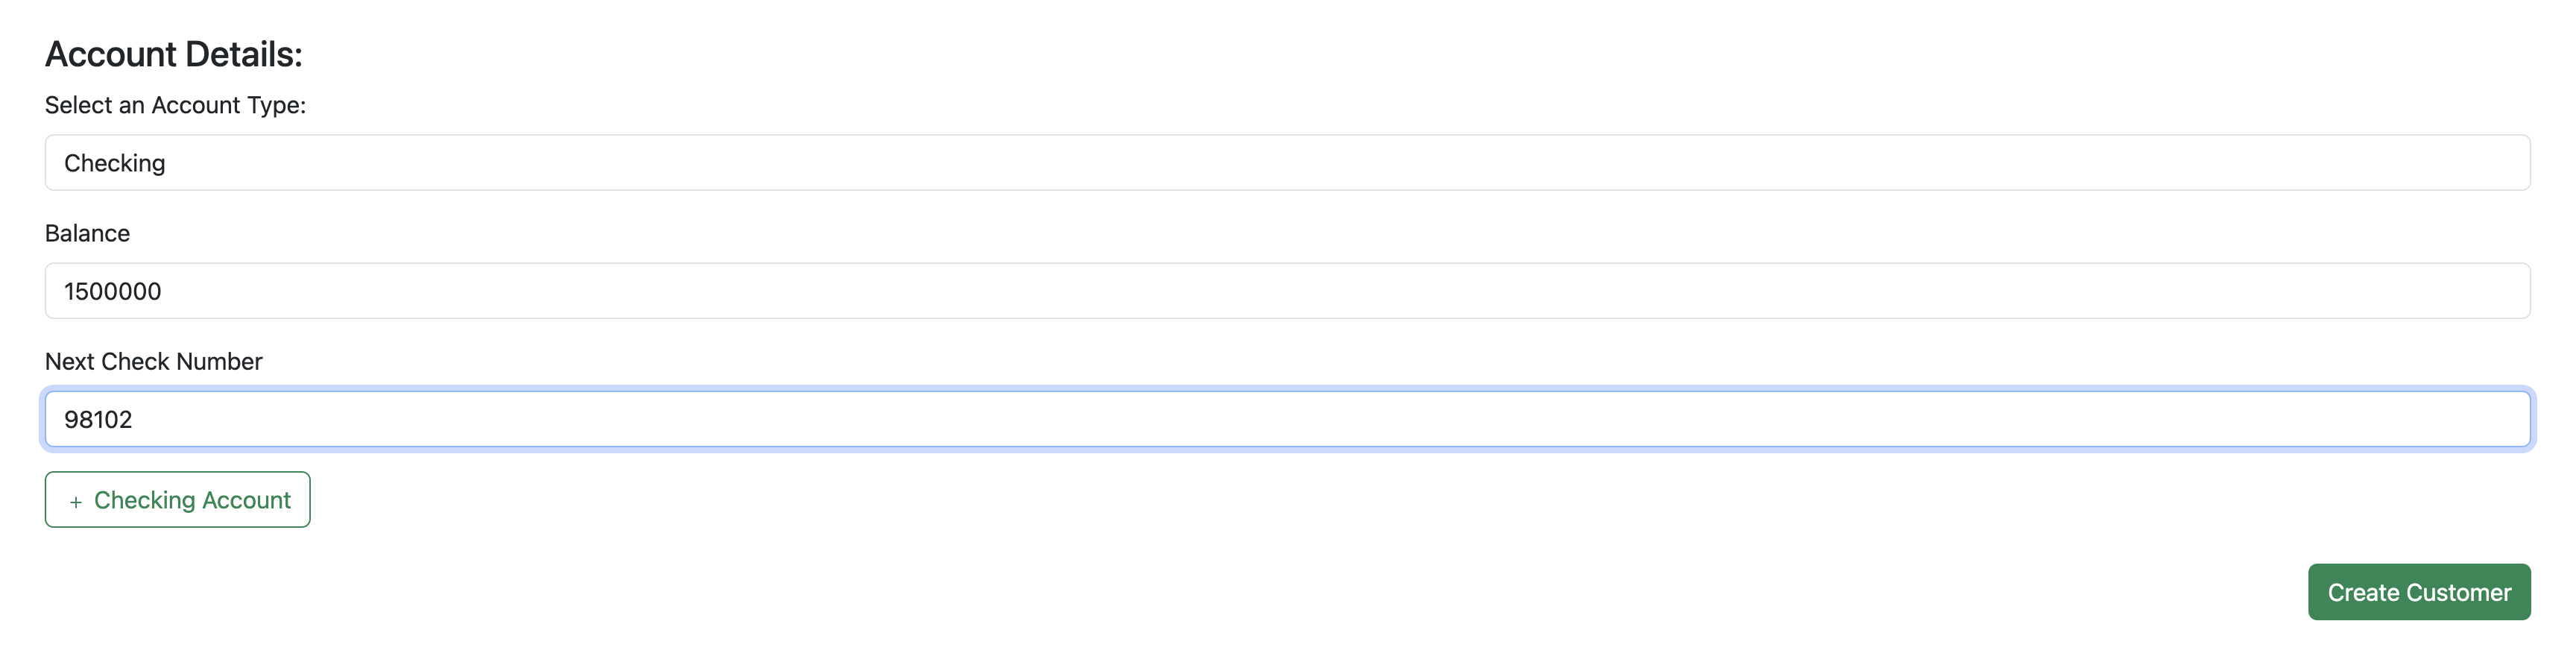 Account Details:
Select an Account Type:
Checking
Balance
1500000
Next Check Number
98102
+ Checking Account
Create Customer